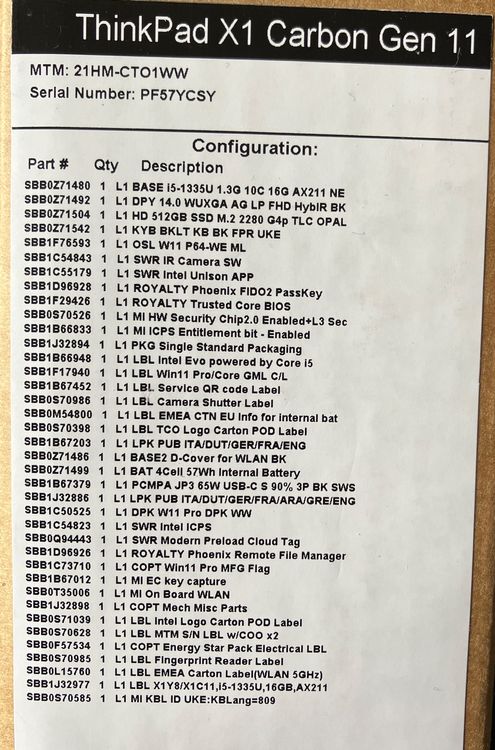 ThinkPad X1 Carbon Gen 11
MTM: 21HM-CTO1WW
Serial Number: PF57YCSY
Configuration:
Part # Qty Description
SBB0Z71480 1 L1 BASE i5-1335U 1.3G 10C 16G AX211 NE
SBB0Z71492 1 L1 DPY 14.0 WUXGA AG LP FHD HybIR BK
SBB0Z71504 1 L1 HD 512GB SSD M.2 2280 G4p TLC OPAL
SBB0Z71542 1 L1 KYB BKLT KB BK FPR UKE
SBB1F76593 1 L1 OSL W11 P64-WE ML
SBB1C54843 1 L1 SWR IR Camera SW
SBB1C55179 1 L1 SWR Intel Unison APP
SBB1D96928 1 L1 ROYALTY Phoenix FIDO2 PassKey
SBB1F29426 1 L1 ROYALTY Trusted Core BIOS
SBB0S70526 1 L1 MI HW Security Chip2.0 Enabled+L3 Sec
SBB1B66833 1 L1 MI ICPS Entitlement bit - Enabled
SBB1J32894 1 L1 PKG Single Standard Packaging
SBB1B66948 1 L1 LBL Intel Evo powered by Core i5
SBB1F17940 1 L1 LBL Win11 Pro/Core GML C/L
SBB1B67452 1 L1 LBL Service QR code Label
SBB0S70986 1 L1 LBL Camera Shutter Label
SBB0M54800 1 L1 LBL EMEA CTN EU Info for internal bat
SBB0S70398 1 L1 LBL TCO Logo Carton POD Label
SBB1B67203 1 L1 LPK PUB ITA/DUT/GER/FRA/ENG
SBB0Z71486 1 L1 BASE2 D-Cover for WLAN BK
SBB0Z71499 1 L1 BAT 4Cell 57Wh Internal Battery
SBB1B67379 1 L1 PCMPA JP3 65W USB-C S 90% 3P BK SWS
SBB1J32886 1 L1 LPK PUB ITA/DUT/GER/FRA/ARA/GRE/ENG
SBB1C50525 1 L1 DPK W11 Pro DPK WW
SBB1C54823 1 L1 SWR Intel ICPS
SBB0Q94443 1 L1 SWR Modern Preload Cloud Tag
SBB1D96926 1 L1 ROYALTY Phoenix Remote File Manager
SBB1C73710 1 L1 COPT Win11 Pro MFG Flag
SBB1B67012 1 L1 MI EC key capture
SBB0T35006 1 L1 MI On Board WLAN
SBB1J32898 1 L1 COPT Mech Misc Parts
SBB0S71039 1 L1 LBL Intel Logo Carton POD Label
SBB0S70628 1 L1 LBL MTM S/N LBL w/COO x2
SBB0F57534 1 L1 COPT Energy Star Pack Electrical LBL
SBB0S70985 1 L1 LBL Fingerprint Reader Label
SBB0L15760 1 L1 LBL EMEA Carton Label(WLAN 5GHz)
SBB1J32977 1 L1 LBL X1Y8/X1C11,i5-1335U,16GB,AX211
SBB0S70585 1 L1 MI KBL ID UKE:KBLang=809